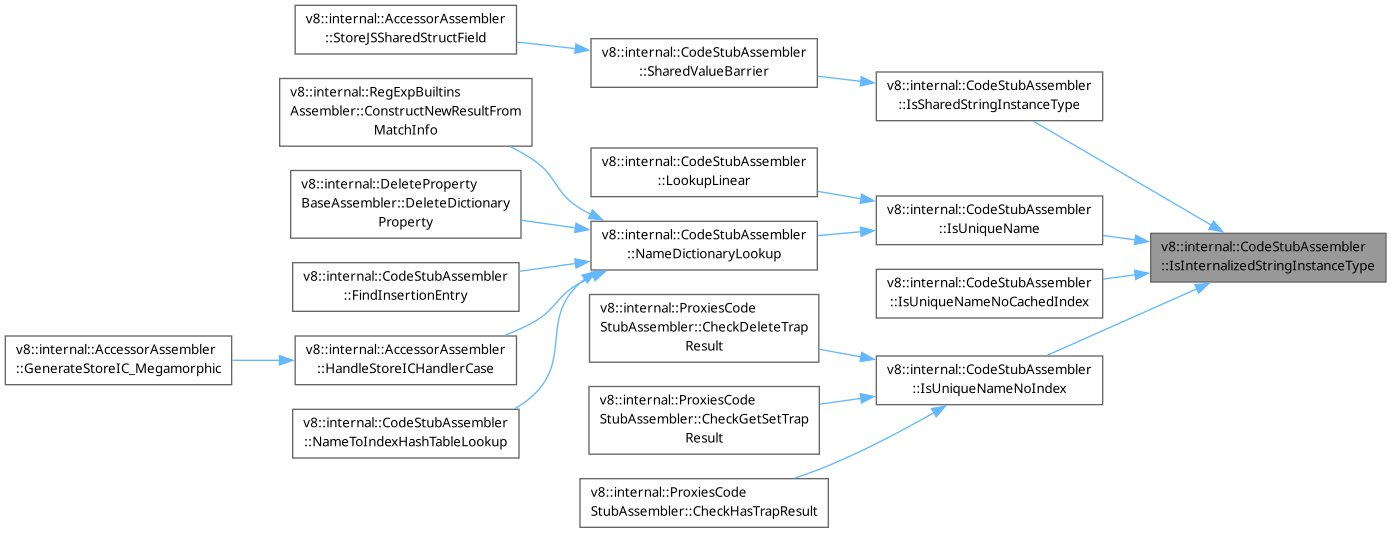 v8::internal::AccessorAssembler
::StoreJSSharedStructField
v8::internal::CodeStubAssembler
::SharedValueBarrier
v8::internal::CodeStubAssembler
::IsSharedStringInstanceType
v8::internal::RegExpBuiltins
Assembler::ConstructNewResultFrom
MatchInfo
v8::internal::CodeStubAssembler
::LookupLinear
v8::internal::DeleteProperty
BaseAssembler::DeleteDictionary
Property
v8::internal::CodeStubAssembler
::IsUniqueName
v8::internal::CodeStubAssembler
::NameDictionaryLookup
v8::internal::CodeStubAssembler
::IsInternalizedStringInstanceType
v8::internal::CodeStubAssembler
::FindInsertionEntry
v8::internal::CodeStubAssembler
::IsUniqueNameNoCachedIndex
v8::internal::ProxiesCode
StubAssembler::CheckDeleteTrap
Result
v8::internal::AccessorAssembler
::GenerateStoreIC_Megamorphic
v8::internal::AccessorAssembler
::HandleStoreICHandlerCase
v8::internal::CodeStubAssembler
::IsUniqueNameNoIndex
v8::internal::ProxiesCode
StubAssembler::CheckGetSetTrap
Result
v8::internal::CodeStubAssembler
::NameToIndexHashTableLookup
v8::internal::ProxiesCode
StubAssembler::CheckHasTrapResult